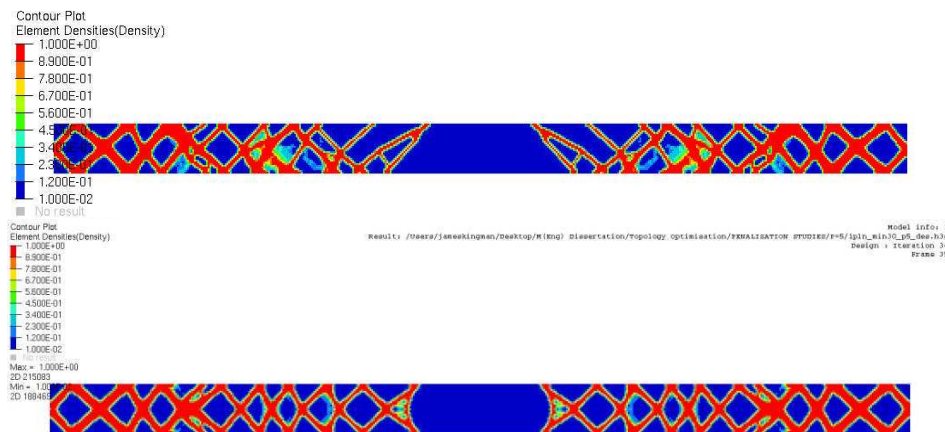 Contour Plot
Element Densities(Density)
1.000E+00
8.900E-01
7.800E-01
6.700E-01
5.600E-01
1.200E-01
1.000E-02
No result
Contour Plot
Element Densities(Density)
1.000E+00
8.900E-01
7.800E-01
6.700E-01
5.600E-01
4.500E-01
3.400E-01
2.300E-01
1.200E-01
1.000E-02
No result
Max = 1.000E+00
2D 215083
Min =
2D 188465
Model info:
Result: /Users/jameskingman/Desktop/M(Eng) Dissertation/Topology Optimisation/PENALISATION STUDIES/P=5/1pln_min30_p5_des.h3
Design : Iteration
Frame